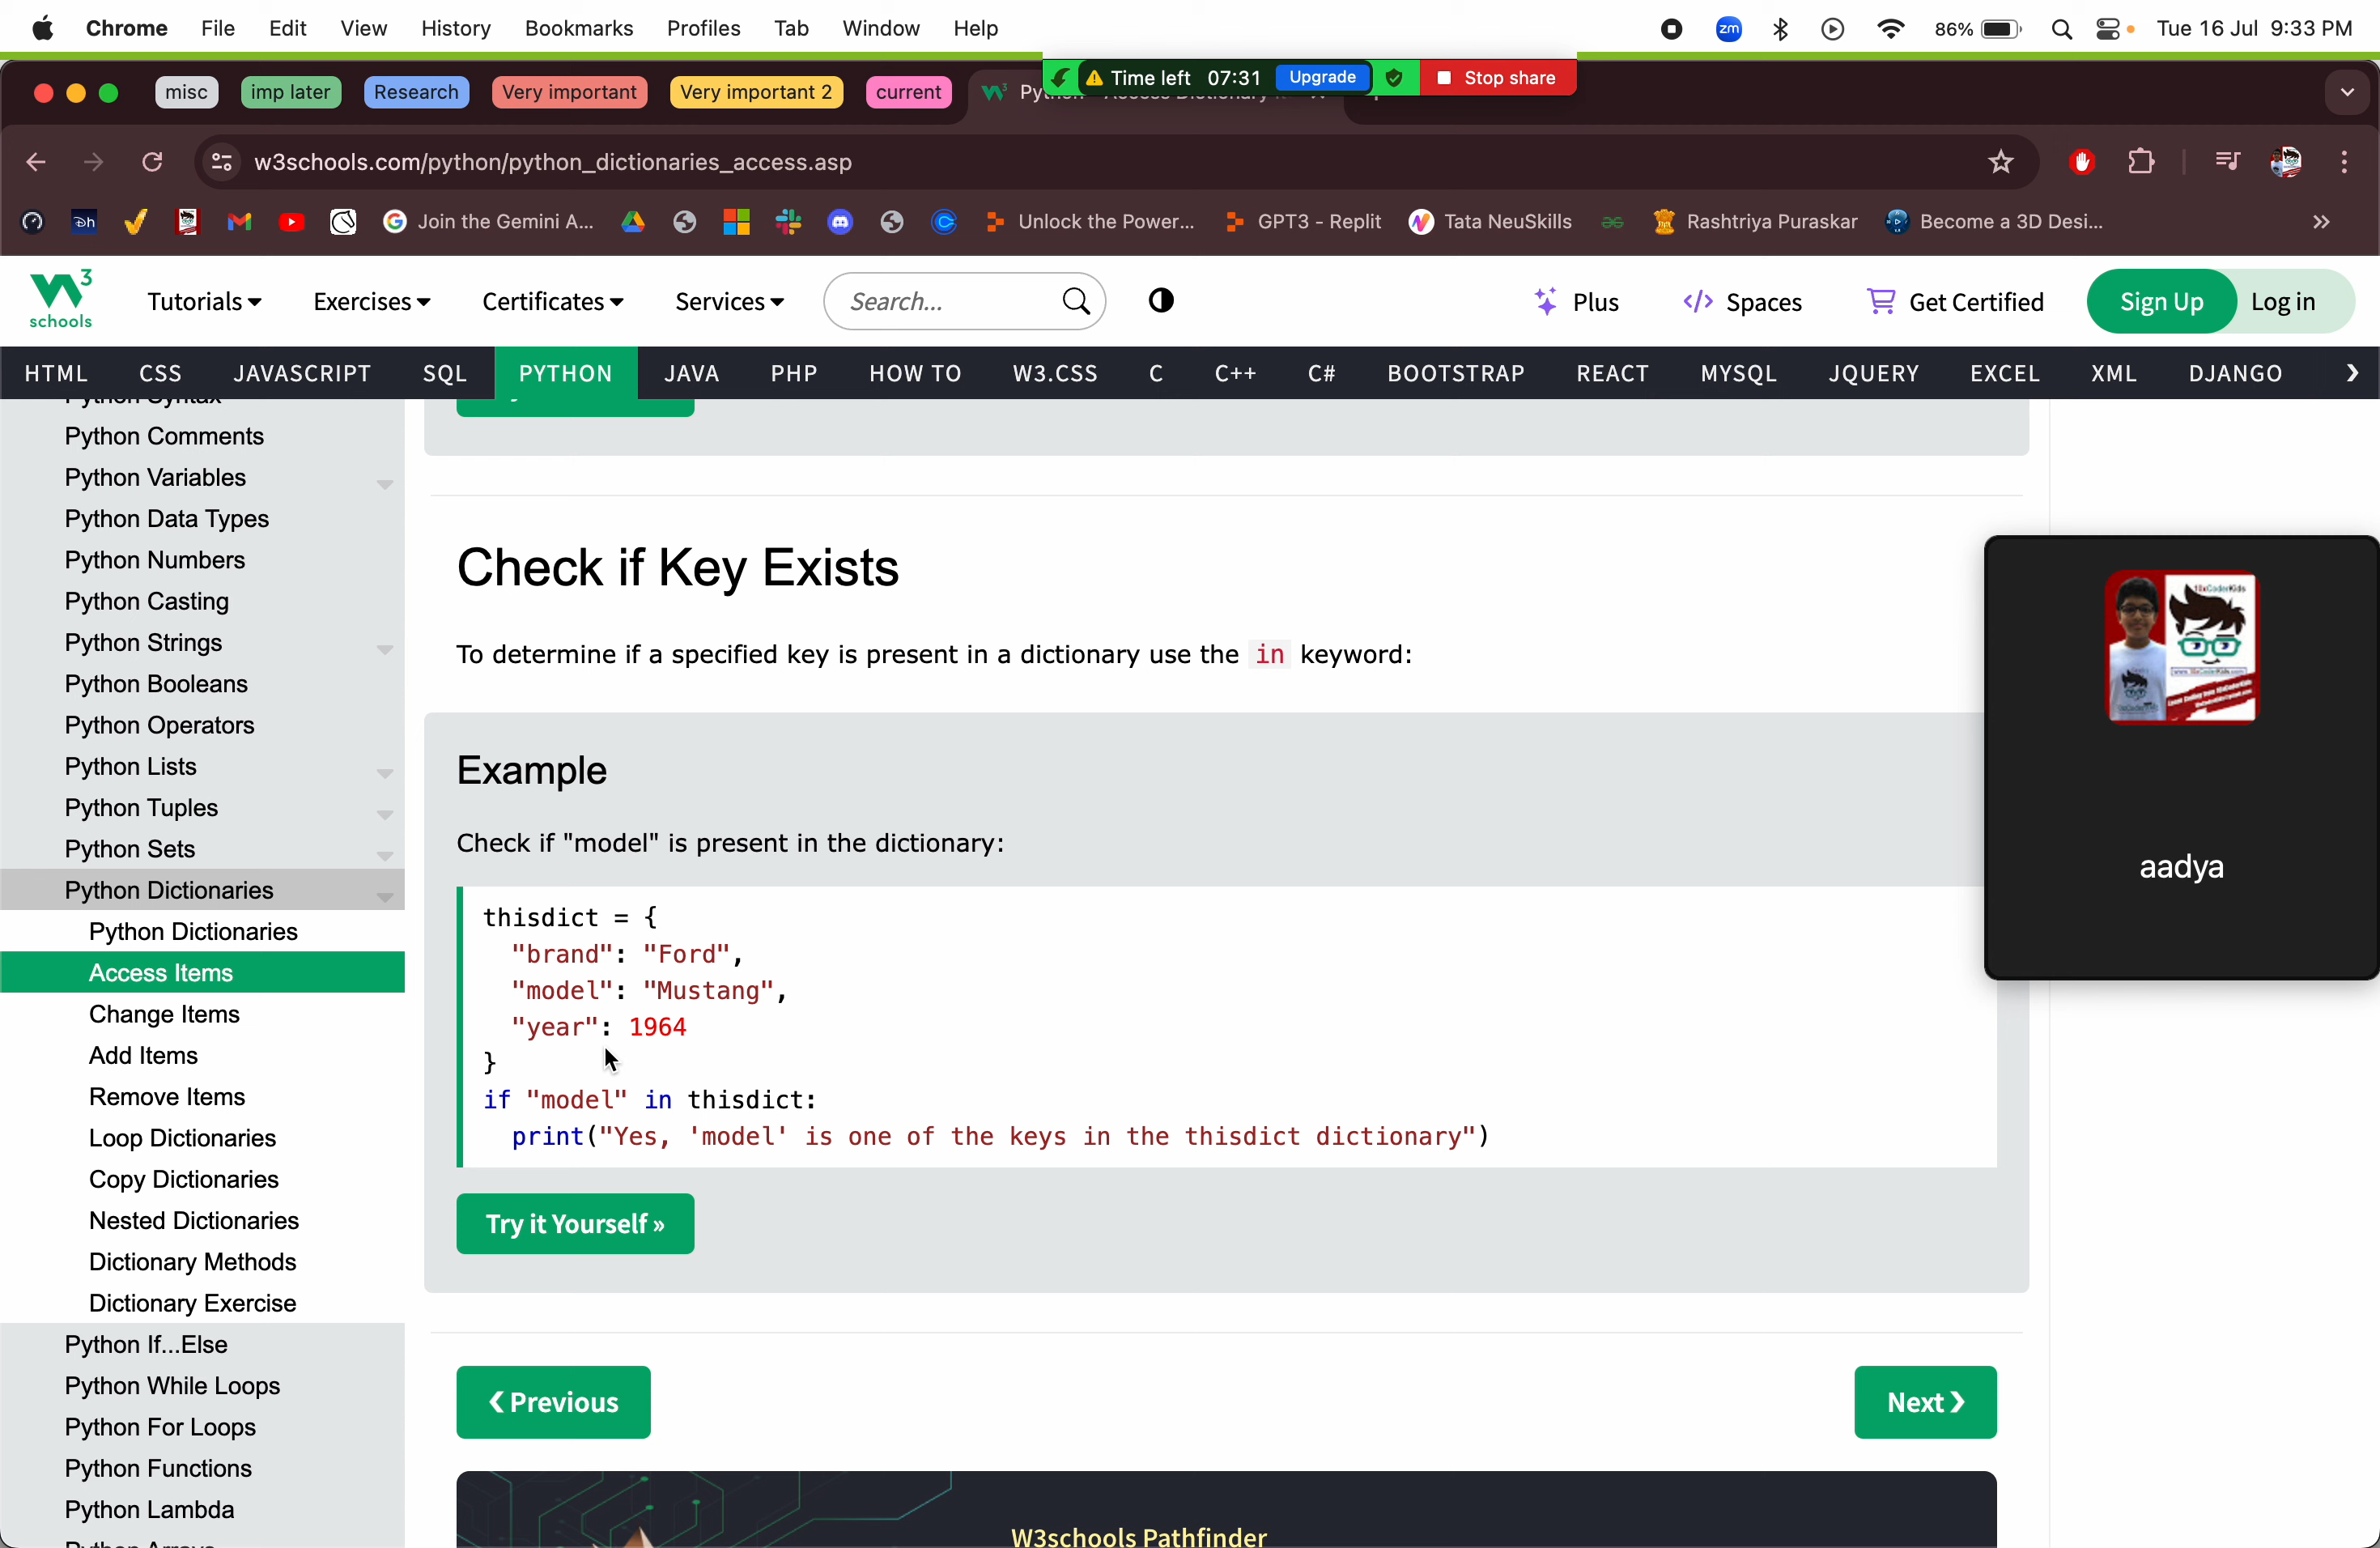 Chrome File Edit View History Bookmarks Profiles Tab Window Help zm 86% Tue 16 Jul 9:33 PM
Time left 07:31 Upgrade Stop share
misc imp later Research Very important Very important 2 current
w3schools.com/python/python_dictionaries_access.asp
Join the Gemini A... Unlock the Power... GPT3 - Replit Tata NeuSkills Rashtriya Puraskar Become a 3D Desi...
schools Tutorials Exercises Certificates Services Search... Plus Spaces Get Certified Sign Up Log in
HTML CSS JAVASCRIPT SQL PYTHON JAVA PHP HOW TO W3.CSS C C++ C# BOOTSTRAP REACT MYSQL JQUERY EXCEL XML DJANGO
Python Syntax
Python Comments
Python Variables
Python Data Types
Python Numbers
Python Casting
Python Strings
Python Booleans
Python Operators
Python Lists
Python Tuples
Python Sets
Python Dictionaries
Python Dictionaries
Access Items
Change Items
Add Items
Remove Items
Loop Dictionaries
Copy Dictionaries
Nested Dictionaries
Dictionary Methods
Dictionary Exercise
Python If...Else
Python While Loops
Python For Loops
Python Functions
Python Lambda
Check if Key Exists
To determine if a specified key is present in a dictionary use the in keyword:
Example
Check if "model" is present in the dictionary:
thisdict = {
"brand": "Ford",
"model": "Mustang",
"year": 1964
}
if "model" in thisdict:
print("Yes, 'model' is one of the keys in the thisdict dictionary")
Try it Yourself »
❮ Previous
Next ❯
W3schools Pathfinder
aadya